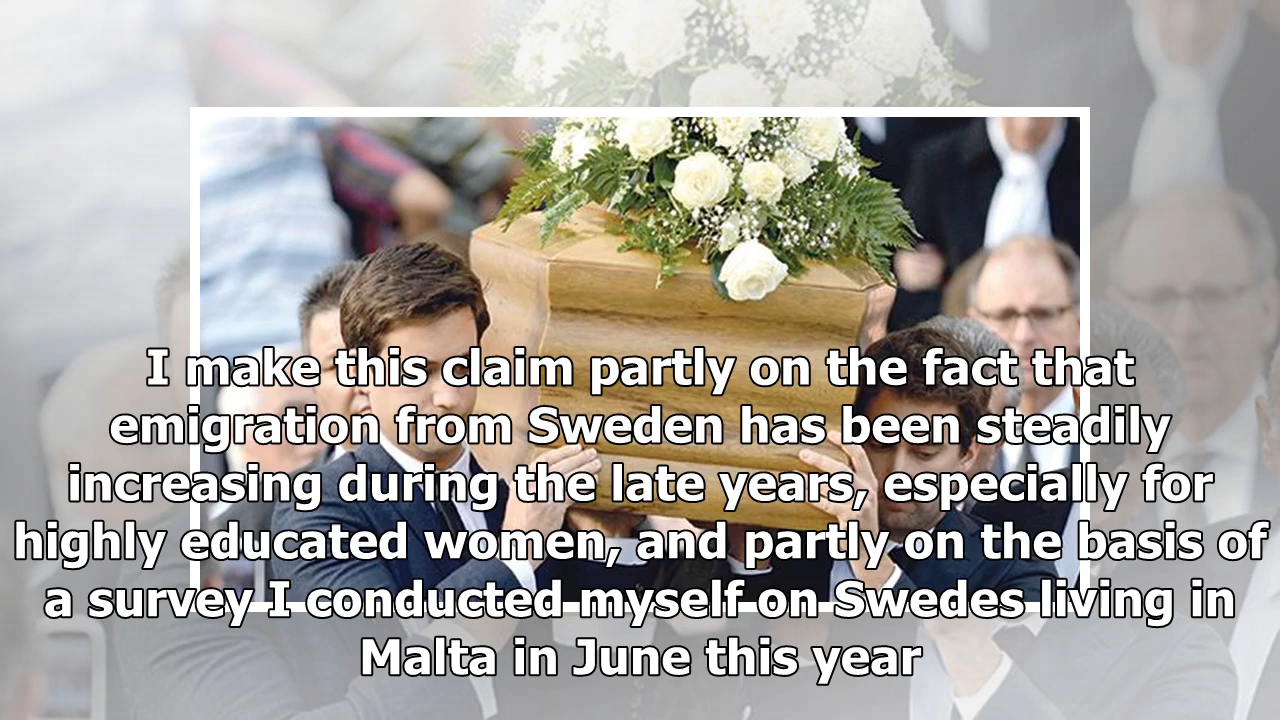 I make this claim partly on the fact that
emigration from Sweden has been steadily
increasing during the late years, especially for
highly educated women, and partly on the basis of
a survey I conducted myself on Swedes living in
Malta in June this year